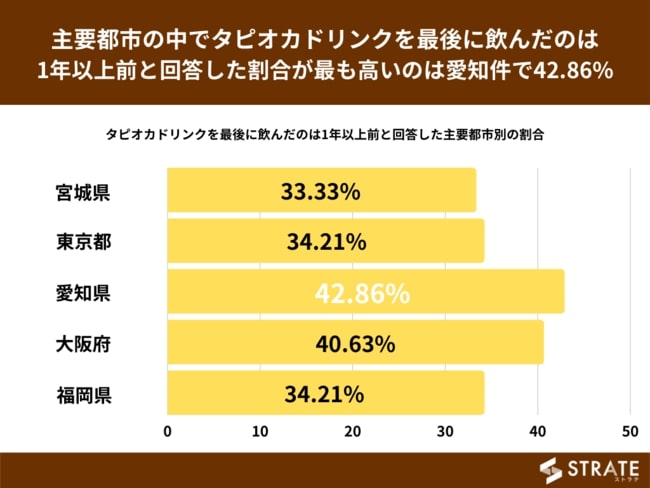 主要都市の中でタピオカドリンクを最後に飲んだのは
1年以上前と回答した割合が最も高いのは愛知件で42.86%
タピオカドリンクを最後に飲んだのは1年以上前と回答した主要都市別の割合
宮城県 33.33%
東京都 34.21%
愛知県 42.86%
大阪府 40.63%
福岡県 34.21%
0 10 20 30 40 50
STRATE
ストラテ